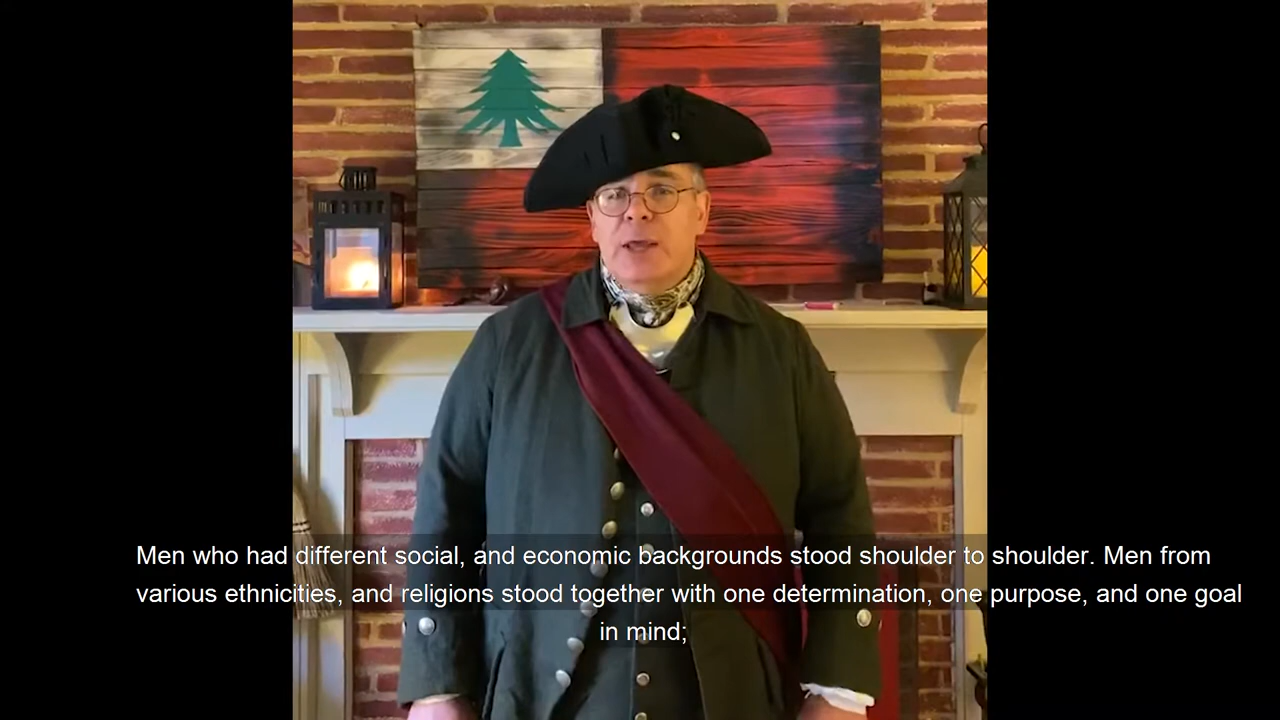 Men who had different social, and economic backgrounds stood shoulder to shoulder. Men from
various ethnicities, and religions stood together with one determination, one purpose, and one goal
in mind;